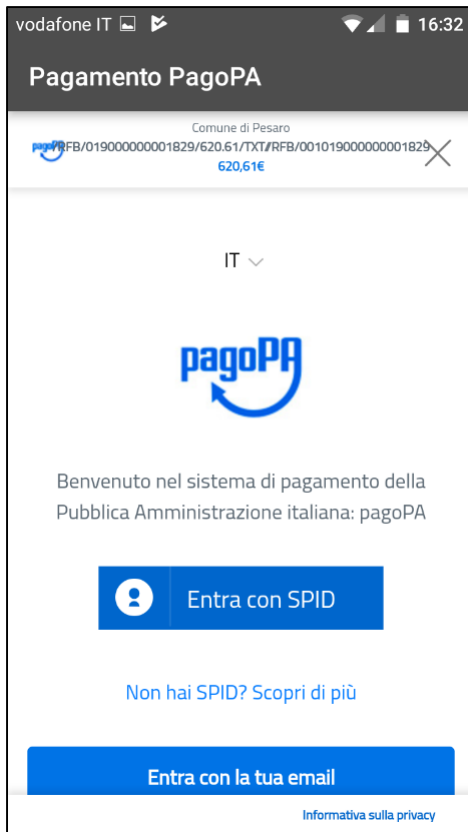 vodafone IT 16:32
Pagamento PagoPA
Comune di Pesaro
pagoPA /RFB/019000000001829/620.61/TXT/RFB/001019000000001829
620,61€
IT
pagoPA
Benvenuto nel sistema di pagamento della
Pubblica Amministrazione italiana: pagoPA
Entra con SPID
Non hai SPID? Scopri di più
Entra con la tua email
Informativa sulla privacy